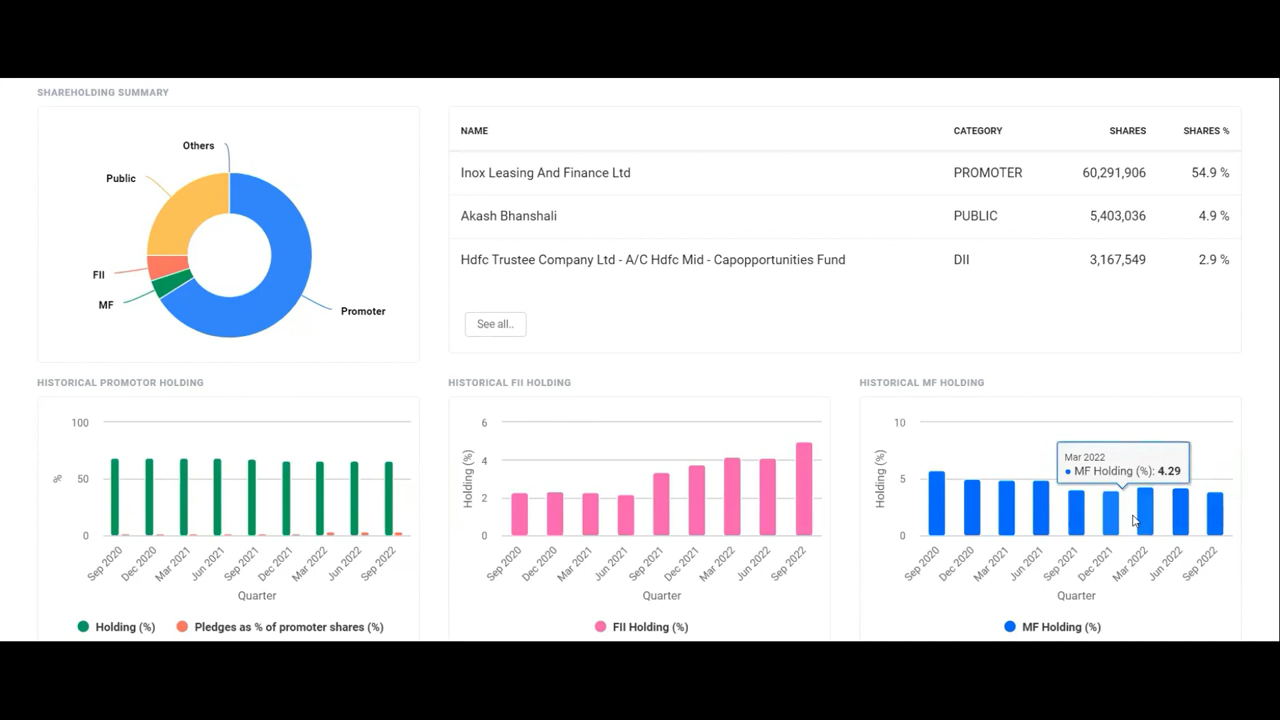 SHAREHOLDING SUMMARY
Others
Public
FII
MF
Promoter
NAME CATEGORY SHARES SHARES %
Inox Leasing And Finance Ltd PROMOTER 60,291,906 54.9 %
Akash Bhanshali PUBLIC 5,403,036 4.9 %
Hdfc Trustee Company Ltd - A/C Hdfc Mid - Capopportunities Fund DII 3,167,549 2.9 %
See all..
HISTORICAL PROMOTOR HOLDING
100
50
0
%
Sep 2020 Dec 2020 Mar 2021 Jun 2021 Sep 2021 Dec 2021 Mar 2022 Jun 2022 Sep 2022
Quarter
Holding (%) Pledges as % of promoter shares (%)
HISTORICAL FII HOLDING
6
4
2
0
Holding (%)
Sep 2020 Dec 2020 Mar 2021 Jun 2021 Sep 2021 Dec 2021 Mar 2022 Jun 2022 Sep 2022
Quarter
FII Holding (%)
HISTORICAL MF HOLDING
10
5
0
Holding (%)
Mar 2022
MF Holding (%): 4.29
Sep 2020 Dec 2020 Mar 2021 Jun 2021 Sep 2021 Dec 2021 Mar 2022 Jun 2022 Sep 2022
Quarter
MF Holding (%)